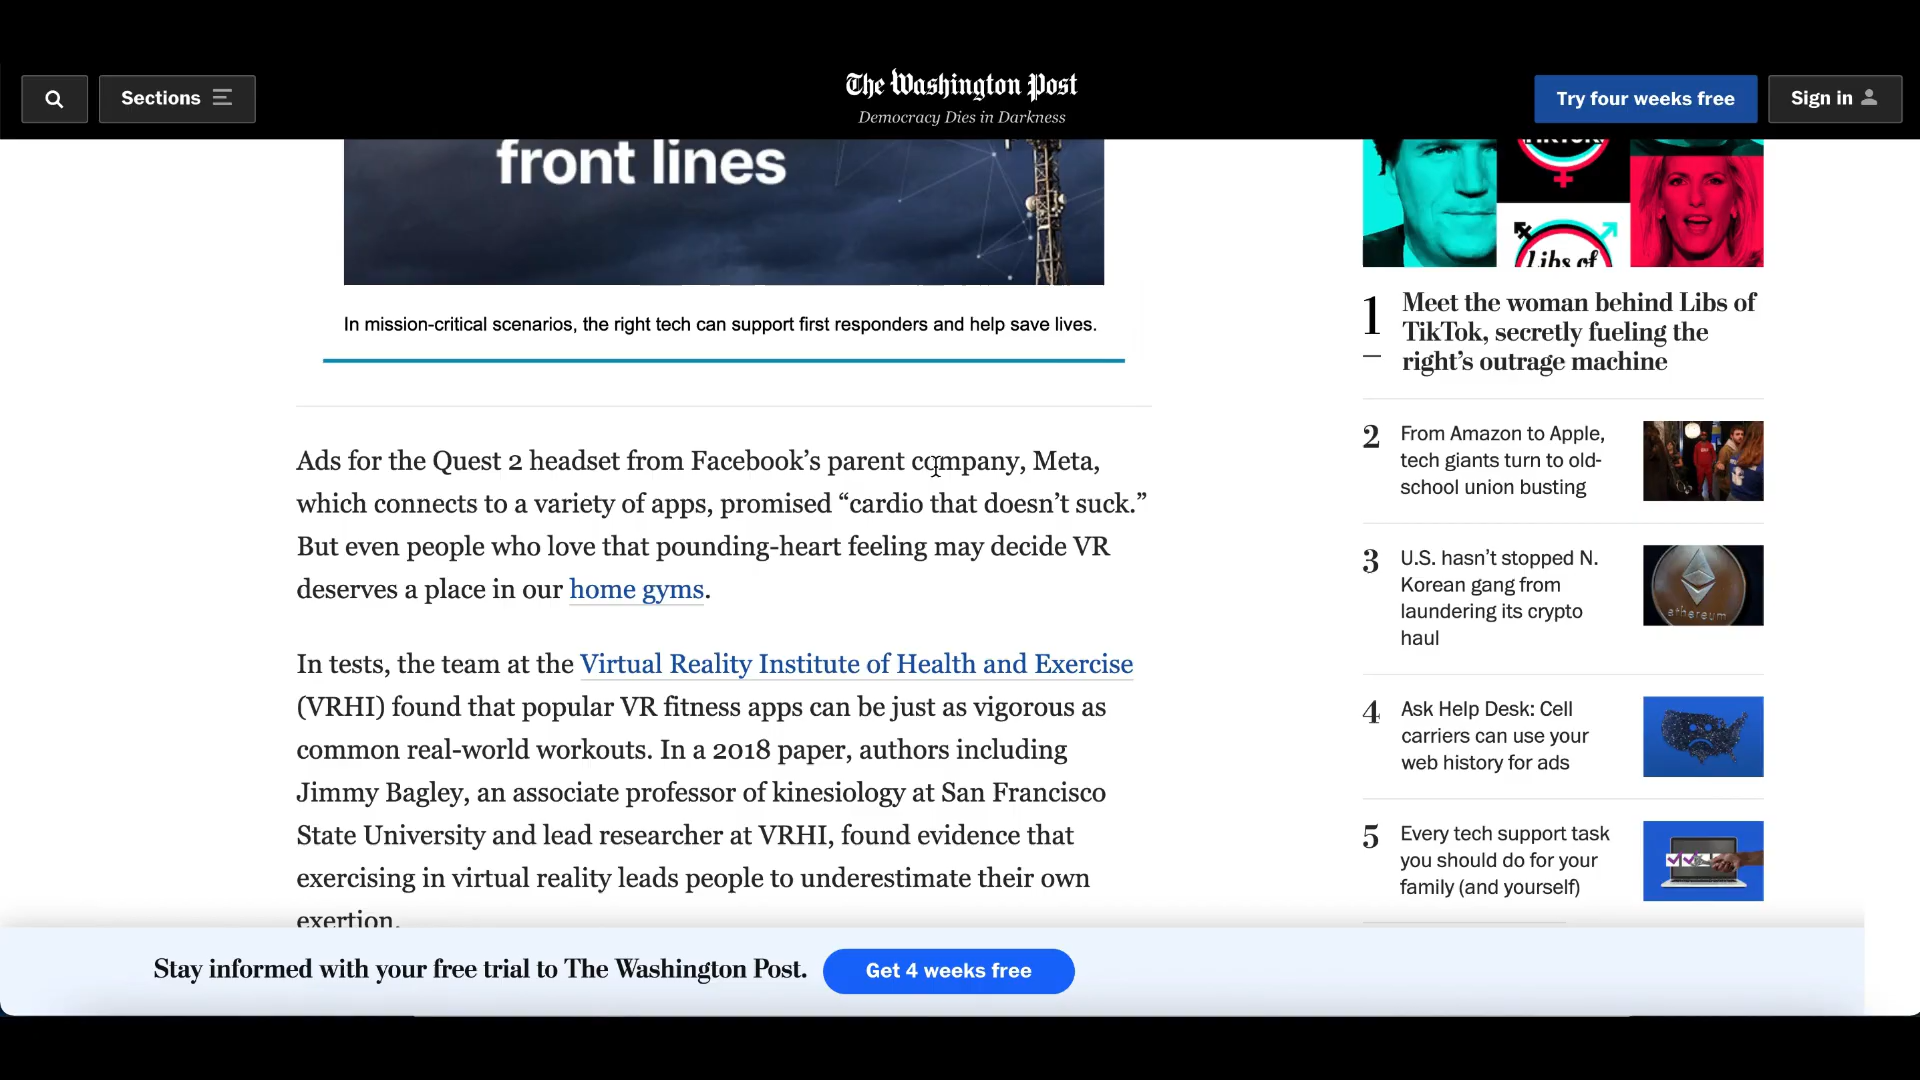 Sections
The Washington Post
Democracy Dies in Darkness
Try four weeks free
Sign in
front lines
In mission-critical scenarios, the right tech can support first responders and help save lives.
Ads for the Quest 2 headset from Facebook’s parent company, Meta,
which connects to a variety of apps, promised “cardio that doesn’t suck.”
But even people who love that pounding-heart feeling may decide VR
deserves a place in our home gyms.
In tests, the team at the Virtual Reality Institute of Health and Exercise
(VRHI) found that popular VR fitness apps can be just as vigorous as
common real-world workouts. In a 2018 paper, authors including
Jimmy Bagley, an associate professor of kinesiology at San Francisco
State University and lead researcher at VRHI, found evidence that
exercising in virtual reality leads people to underestimate their own
exertion.
Libs of
1
Meet the woman behind Libs of
TikTok, secretly fueling the
right’s outrage machine
2
From Amazon to Apple,
tech giants turn to old-
school union busting
3
U.S. hasn’t stopped N.
Korean gang from
laundering its crypto
haul
ethereum
4
Ask Help Desk: Cell
carriers can use your
web history for ads
5
Every tech support task
you should do for your
family (and yourself)
Stay informed with your free trial to The Washington Post.
Get 4 weeks free